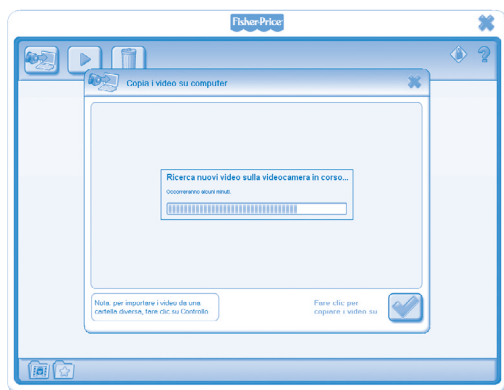 Fisher-Price
Copia i video su computer
Ricerca nuovi video sulla videocamera in corso...
Occorreranno alcuni minuti.
Nota: per importare i video da una
cartella diversa, fare clic su Controllo.
Fare clic per
copiare i video su